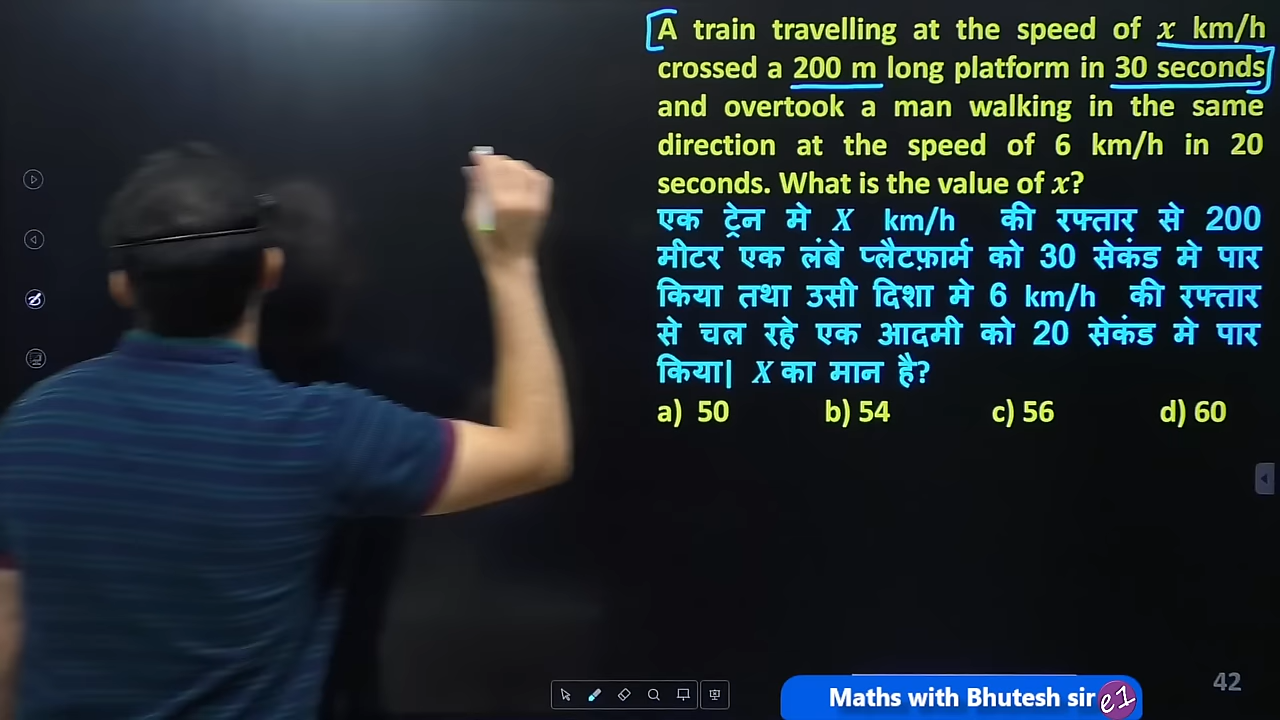 A train travelling at the speed of x km/h
crossed a 200 m long platform in 30 seconds
and overtook a man walking in the same
direction at the speed of 6 km/h in 20
seconds. What is the value of x?
एक ट्रेन मे X km/h की रफ्तार से 200
मीटर एक लंबे प्लैटफ़ार्म को 30 सेकंड मे पार
किया तथा उसी दिशा मे 6 km/h की रफ्तार
से चल रहे एक आदमी को 20 सेकंड मे पार
किया| X का मान है?
a) 50 b) 54 c) 56 d) 60
42
Maths with Bhutesh sir e1